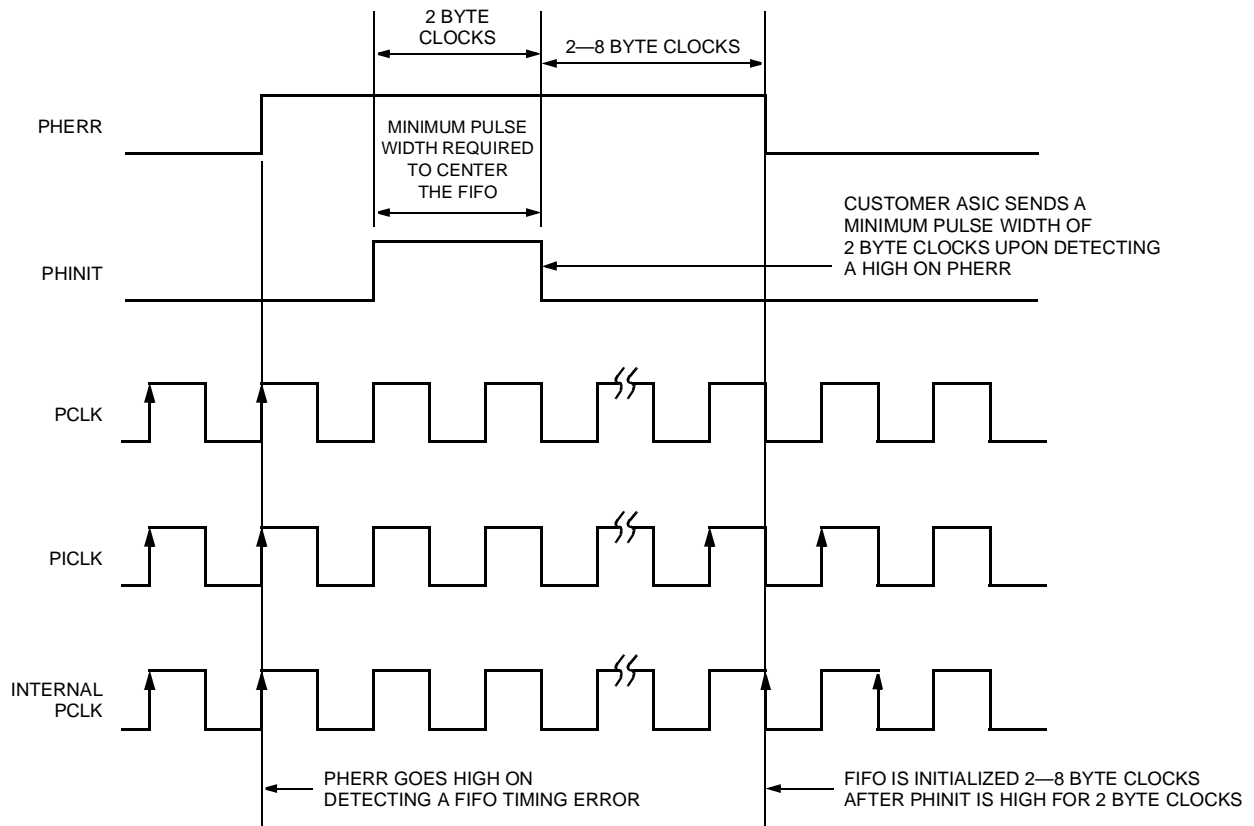 2 BYTE
CLOCKS
2—8 BYTE CLOCKS
PHERR
MINIMUM PULSE
WIDTH REQUIRED
TO CENTER
THE FIFO
CUSTOMER ASIC SENDS A
MINIMUM PULSE WIDTH OF
2 BYTE CLOCKS UPON DETECTING
A HIGH ON PHERR
PHINIT
PCLK
PICLK
INTERNAL
PCLK
PHERR GOES HIGH ON
DETECTING A FIFO TIMING ERROR
FIFO IS INITIALIZED 2—8 BYTE CLOCKS
AFTER PHINIT IS HIGH FOR 2 BYTE CLOCKS